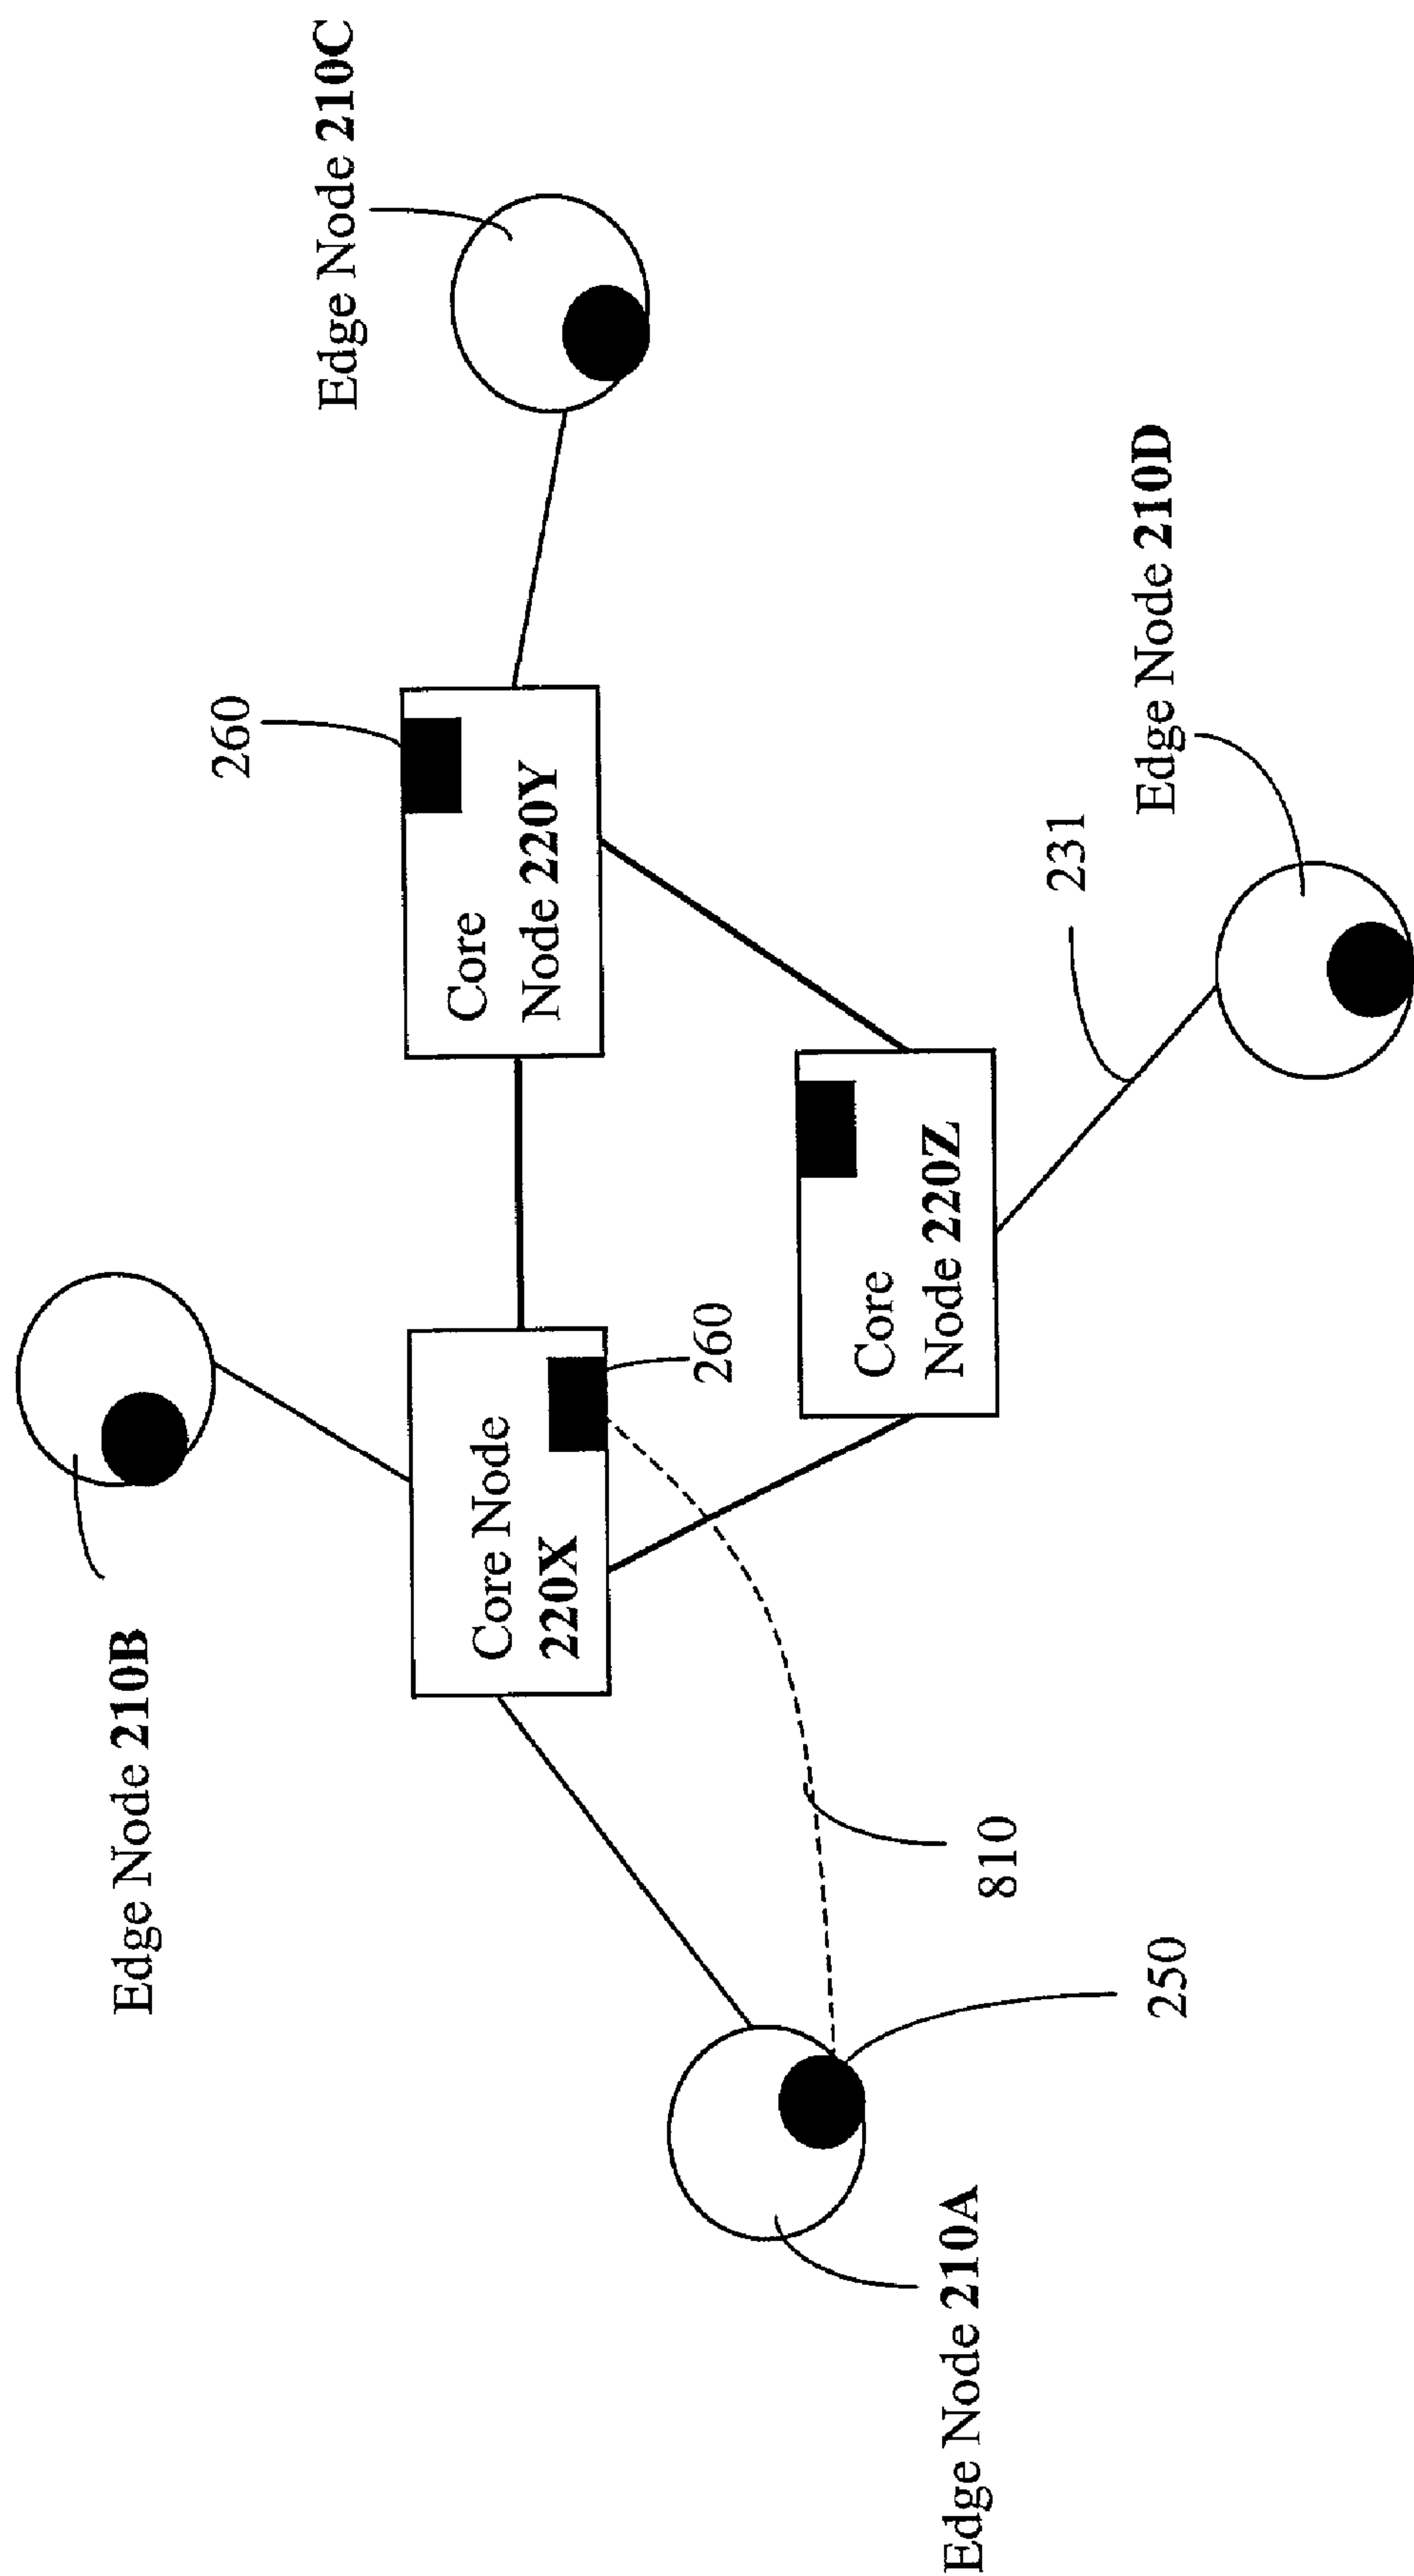 Edge Node 210B
Edge Node 210C
260
Core Node
220X
260
Core
Node 220Y
Core
Node 220Z
231
Edge Node 210D
810
250
Edge Node 210A